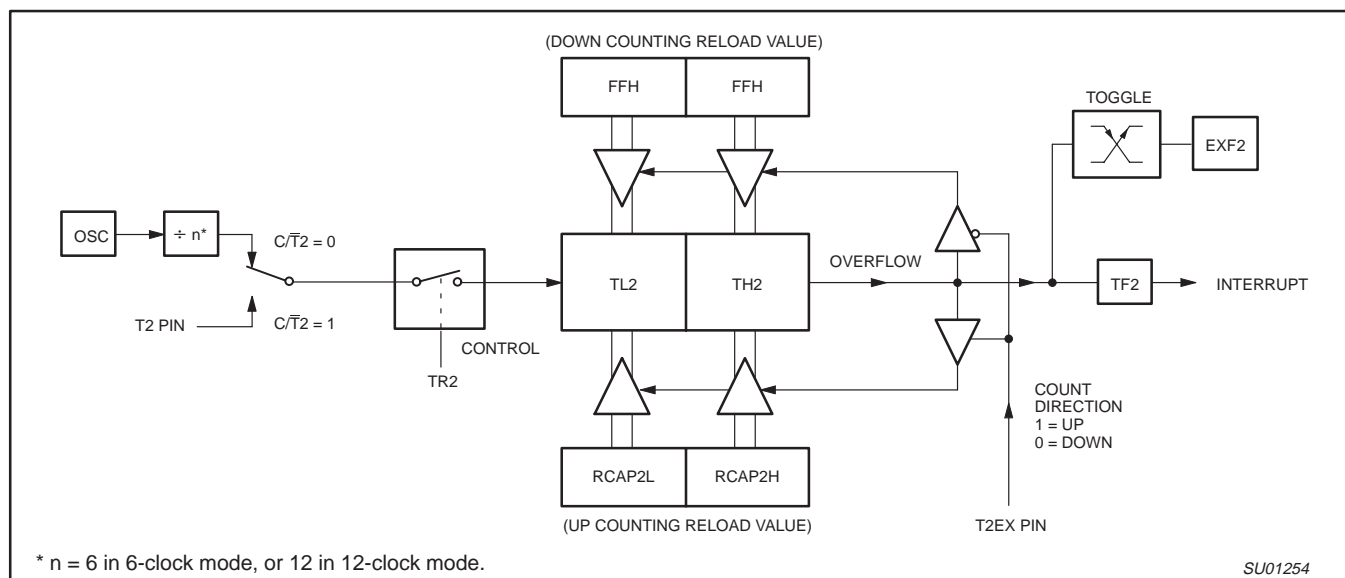 (DOWN COUNTING RELOAD VALUE)
FFH
FFH
TOGGLE
EXF2
OSC
÷ n*
C/T̅2 = 0
TL2
TH2
OVERFLOW
TF2
INTERRUPT
T2 PIN
C/T̅2 = 1
CONTROL
TR2
COUNT
DIRECTION
1 = UP
0 = DOWN
RCAP2L
RCAP2H
(UP COUNTING RELOAD VALUE)
T2EX PIN
* n = 6 in 6-clock mode, or 12 in 12-clock mode.
SU01254